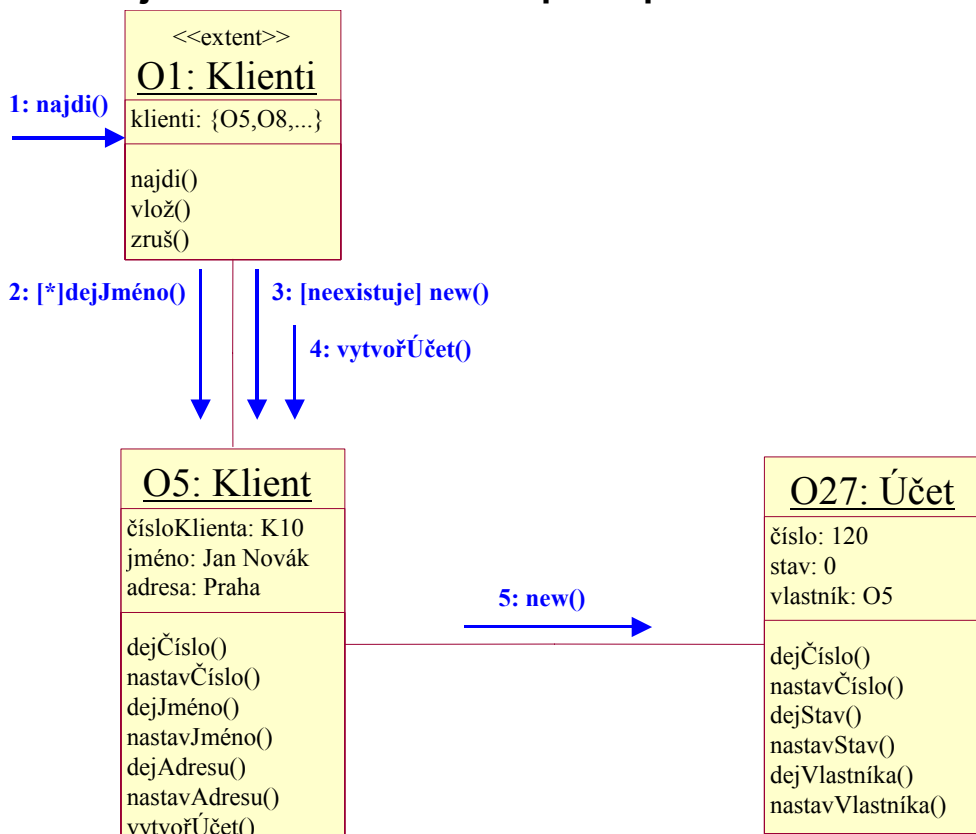 <<extent>>
O1: Klienti
1: najdi()
klienti: {O5,O8,...}
najdi()
vlož()
zruš()
2: [*]dejJméno()
3: [neexistuje] new()
4: vytvořÚčet()
O5: Klient
čísloKlienta: K10
jméno: Jan Novák
adresa: Praha
dejČíslo()
nastavČíslo()
dejJméno()
nastavJméno()
dejAdresu()
nastavAdresu()
vytvořÚčet()
5: new()
O27: Účet
číslo: 120
stav: 0
vlastník: O5
dejČíslo()
nastavČíslo()
dejStav()
nastavStav()
dejVlastníka()
nastavVlastníka()